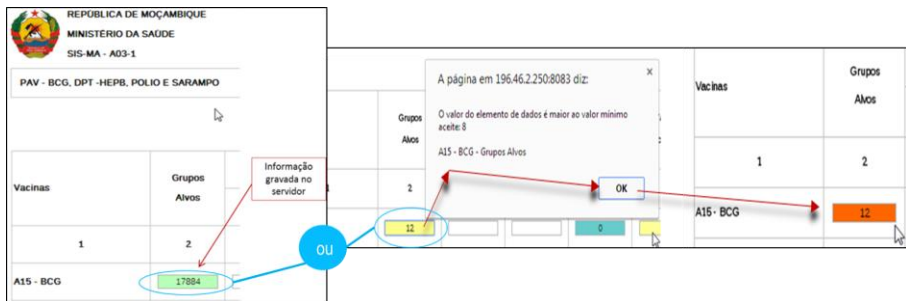 REPÚBLICA DE MOÇAMBIQUE
MINISTÉRIO DA SAÚDE
SIS-MA - A03-1
PAV - BCG, DPT -HEPB, POLIO E SARAMPO
Informação
gravada no
servidor
Vacinas
Grupos
Alvos
1
2
A15 - BCG
17884
ou
Grupos
Alvos
2
12
0
A página em 196.46.2.250:8083 diz:
x
O valor do elemento de dados é maior ao valor mínimo
aceite: 8
A15 - BCG - Grupos Alvos
OK
Vacinas
Grupos
Alvos
1
2
A15 - BCG
12